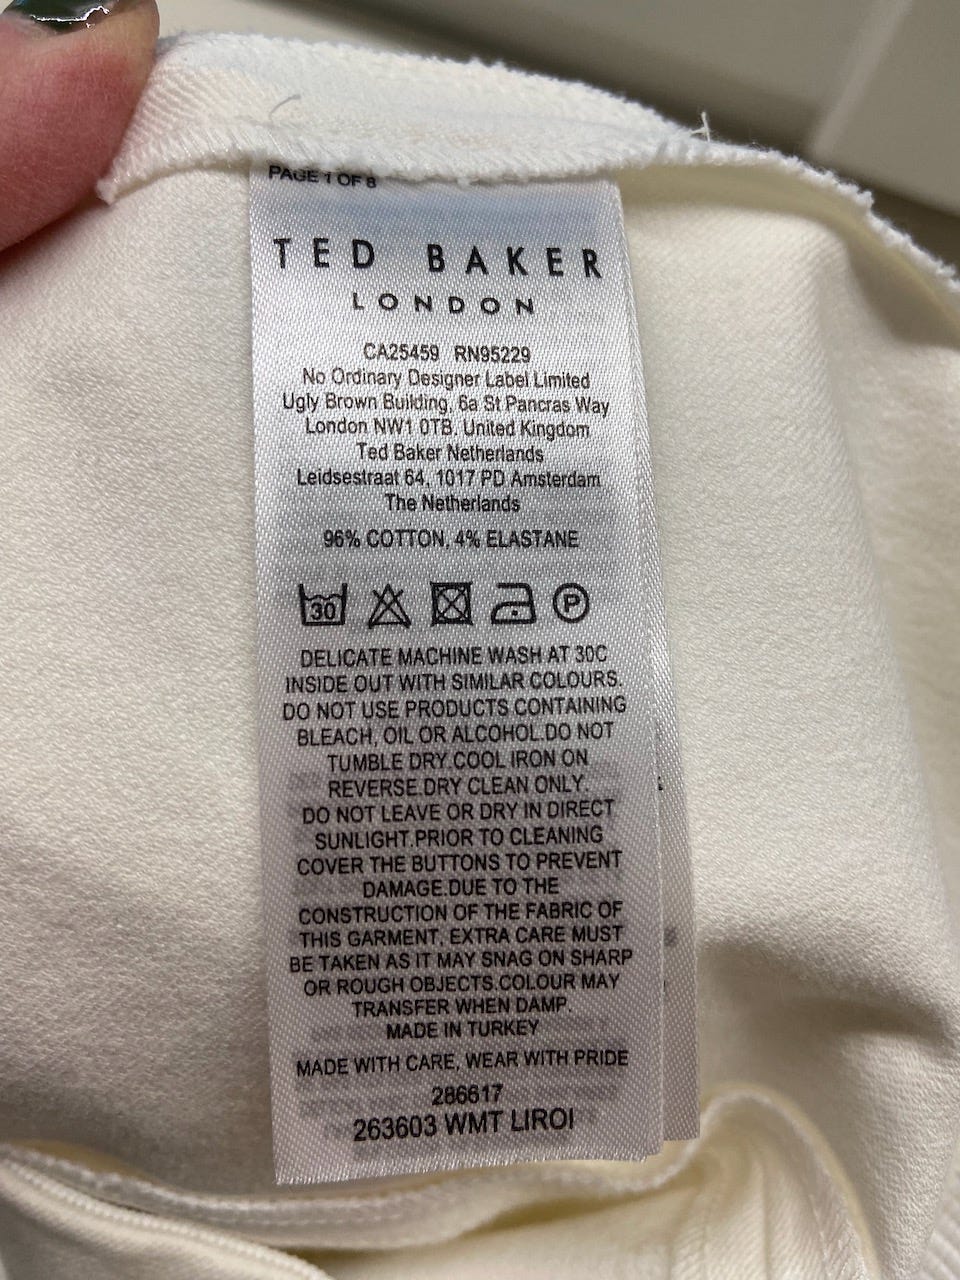 PAGE 1 OF 8
TED BAKER
LONDON
CA25459 RN95229
No Ordinary Designer Label Limited
Ugly Brown Building, 6a St Pancras Way
London NW1 0TB, United Kingdom
Ted Baker Netherlands
Leidsestraat 64, 1017 PD Amsterdam
The Netherlands
96% COTTON, 4% ELASTANE
30 P
DELICATE MACHINE WASH AT 30C
INSIDE OUT WITH SIMILAR COLOURS.
DO NOT USE PRODUCTS CONTAINING
BLEACH, OIL OR ALCOHOL.DO NOT
TUMBLE DRY.COOL IRON ON
REVERSE.DRY CLEAN ONLY.
DO NOT LEAVE OR DRY IN DIRECT
SUNLIGHT.PRIOR TO CLEANING
COVER THE BUTTONS TO PREVENT
DAMAGE.DUE TO THE
CONSTRUCTION OF THE FABRIC OF
THIS GARMENT, EXTRA CARE MUST
BE TAKEN AS IT MAY SNAG ON SHARP
OR ROUGH OBJECTS.COLOUR MAY
TRANSFER WHEN DAMP.
MADE IN TURKEY
MADE WITH CARE, WEAR WITH PRIDE
286617
263603 WMT LIROI